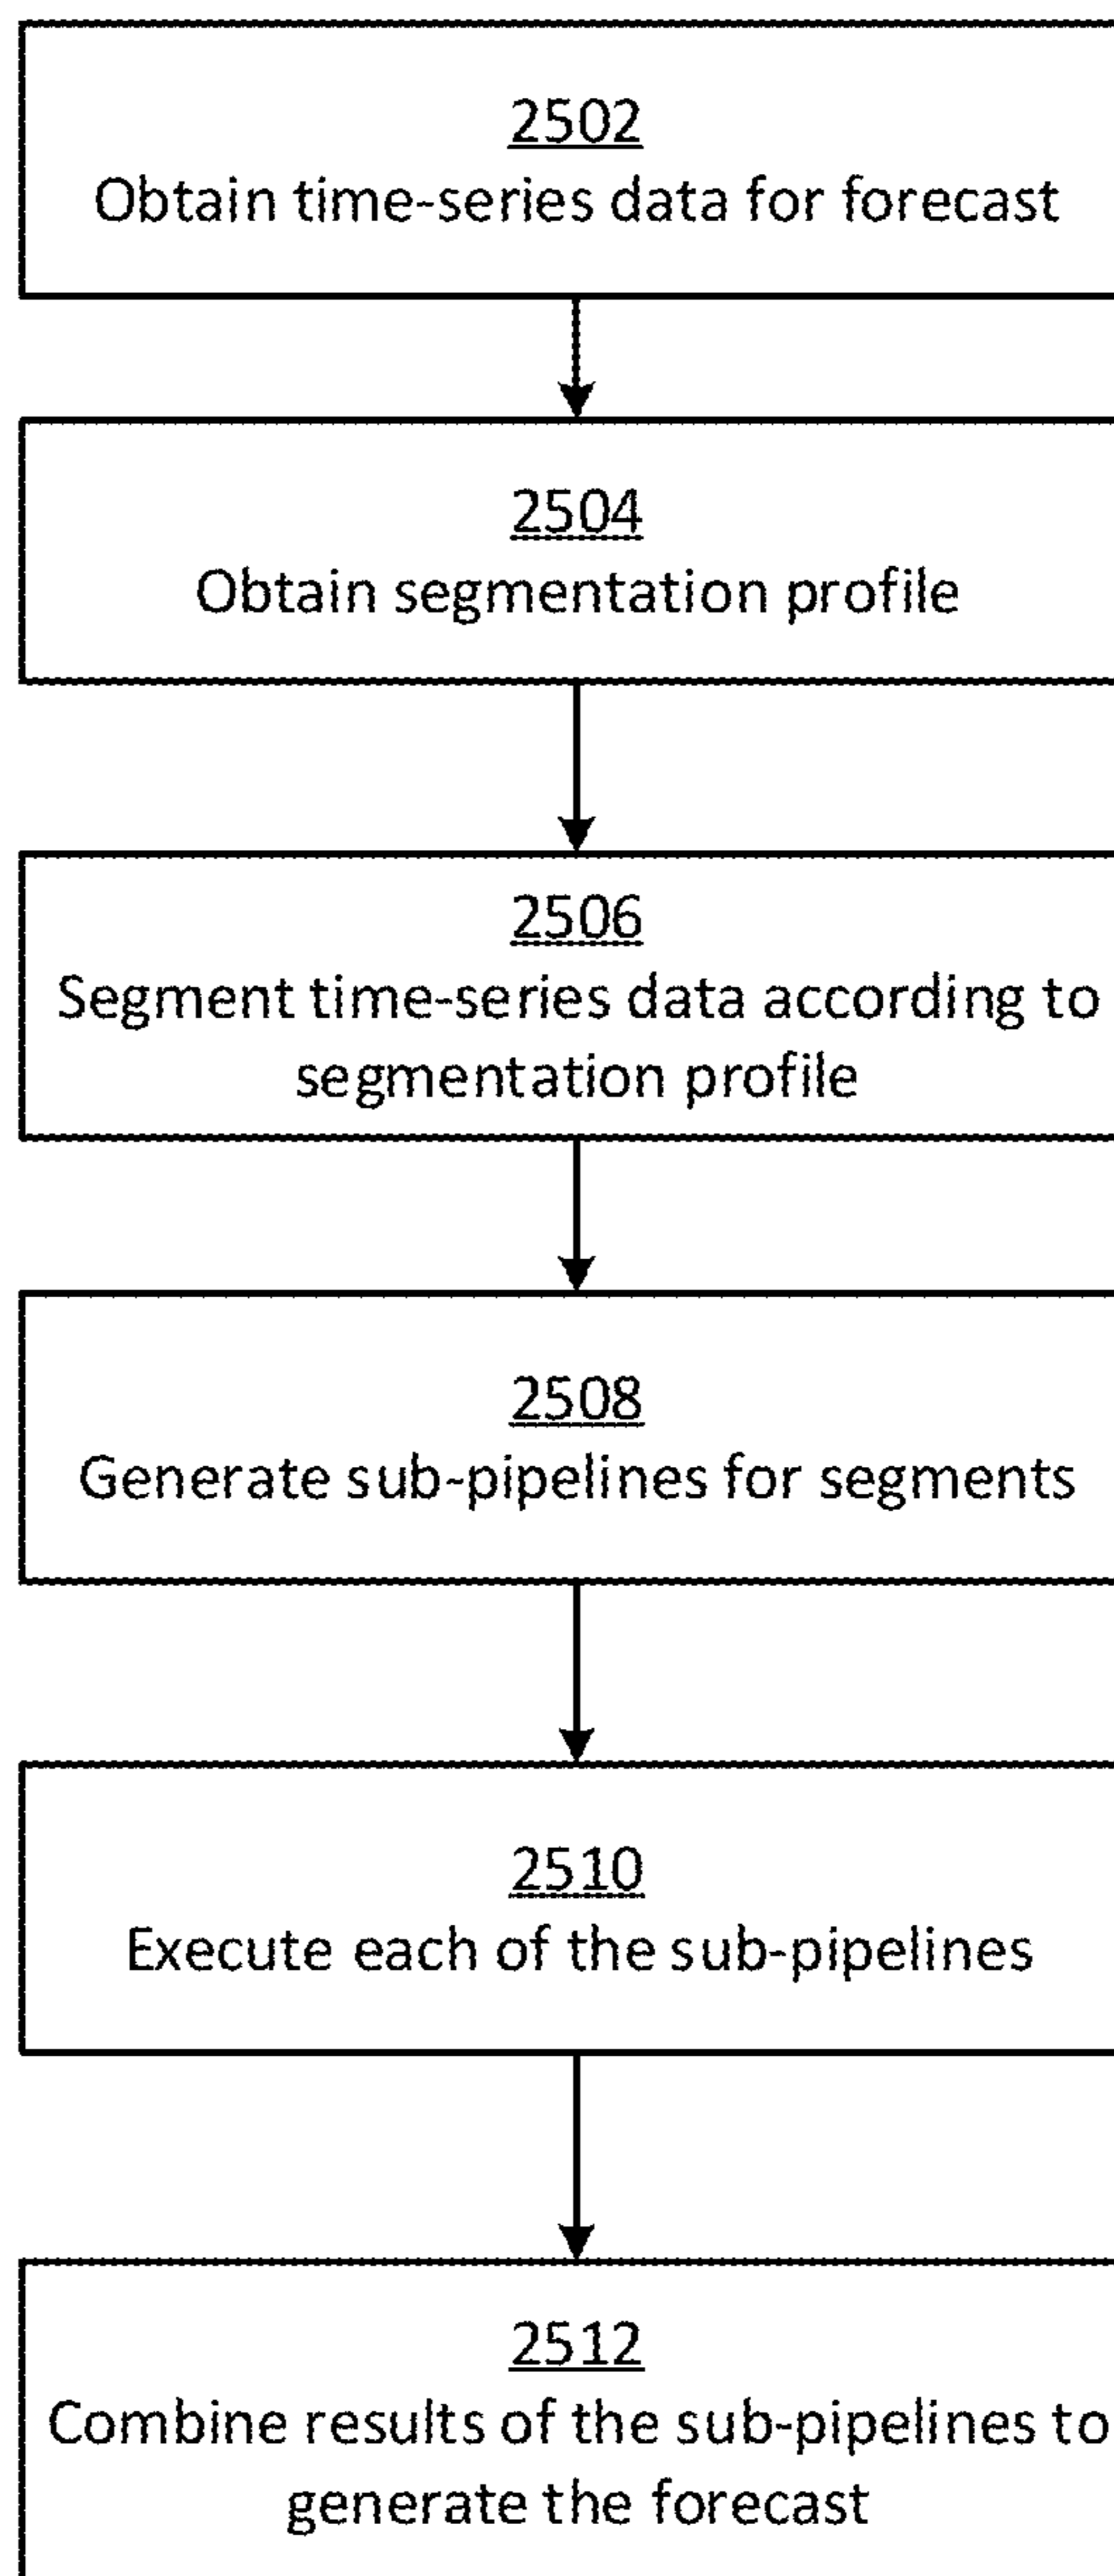 2502
Obtain time-series data for forecast
2504
Obtain segmentation profile
2506
Segment time-series data according to
segmentation profile
2508
Generate sub-pipelines for segments
2510
Execute each of the sub-pipelines
2512
Combine results of the sub-pipelines to
generate the forecast